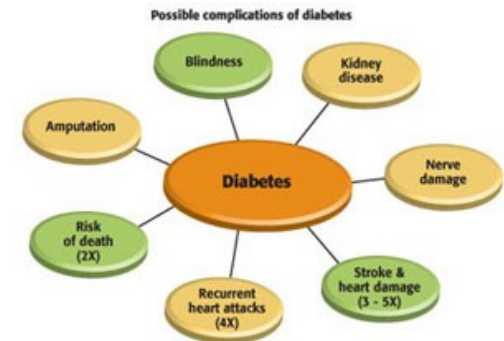 Possible complications of diabetes
Blindness
Kidney
disease
Amputation
Diabetes
Nerve
damage
Risk
of death
(2X)
Recurrent
heart attacks
(4X)
Stroke &
heart damage
(3 - 5X)